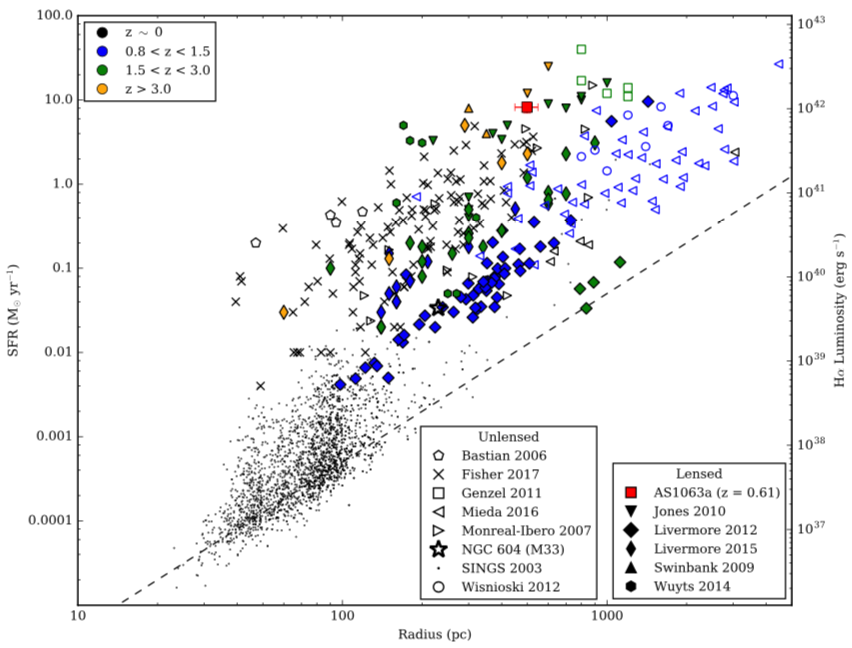 100.0
10.0
1.0
0.1
0.01
0.001
0.0001
SFR (M☉ yr⁻¹)
10
100
1000
Radius (pc)
10⁴³
10⁴²
10⁴¹
10⁴⁰
10³⁹
10³⁸
10³⁷
Hα Luminosity (erg s⁻¹)
z ∼ 0
0.8 < z < 1.5
1.5 < z < 3.0
z > 3.0
Unlensed
Bastian 2006
Fisher 2017
Genzel 2011
Mieda 2016
Monreal-Ibero 2007
NGC 604 (M33)
SINGS 2003
Wisnioski 2012
Lensed
AS1063a (z = 0.61)
Jones 2010
Livermore 2012
Livermore 2015
Swinbank 2009
Wuyts 2014